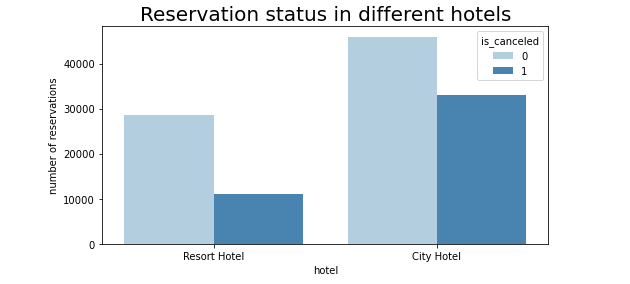 Reservation status in different hotels
is_canceled
0
1
number of reservations
40000
30000
20000
10000
0
Resort Hotel
City Hotel
hotel